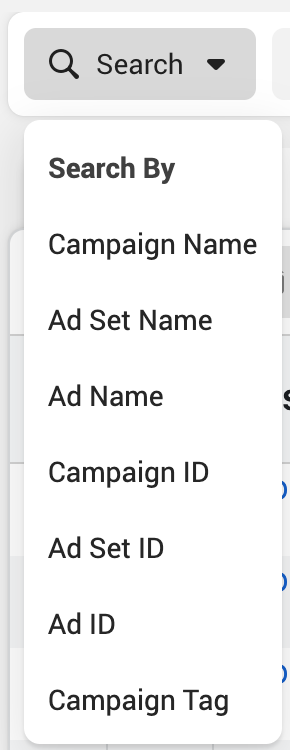 Search
Search By
Campaign Name
Ad Set Name
Ad Name
Campaign ID
Ad Set ID
Ad ID
Campaign Tag